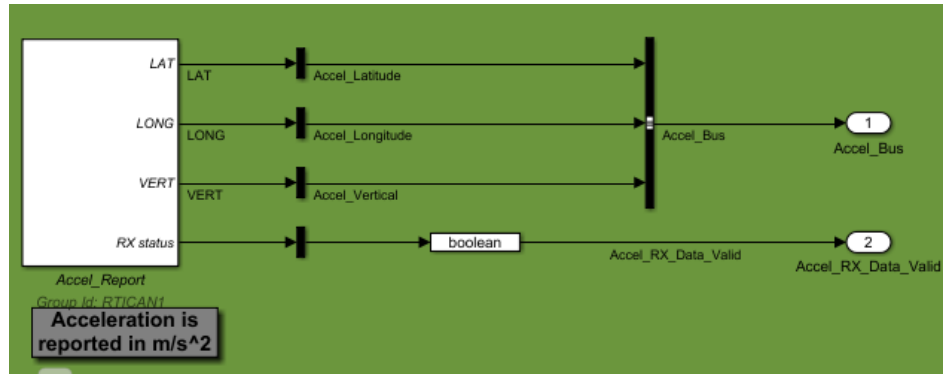 LAT
LAT
Accel_Latitude
LONG
LONG
Accel_Longitude
Accel_Bus
1
Accel_Bus
VERT
VERT
Accel_Vertical
RX status
boolean
Accel_RX_Data_Valid
2
Accel_RX_Data_Valid
Accel_Report
Group Id: RTICAN1
Acceleration is
reported in m/s^2